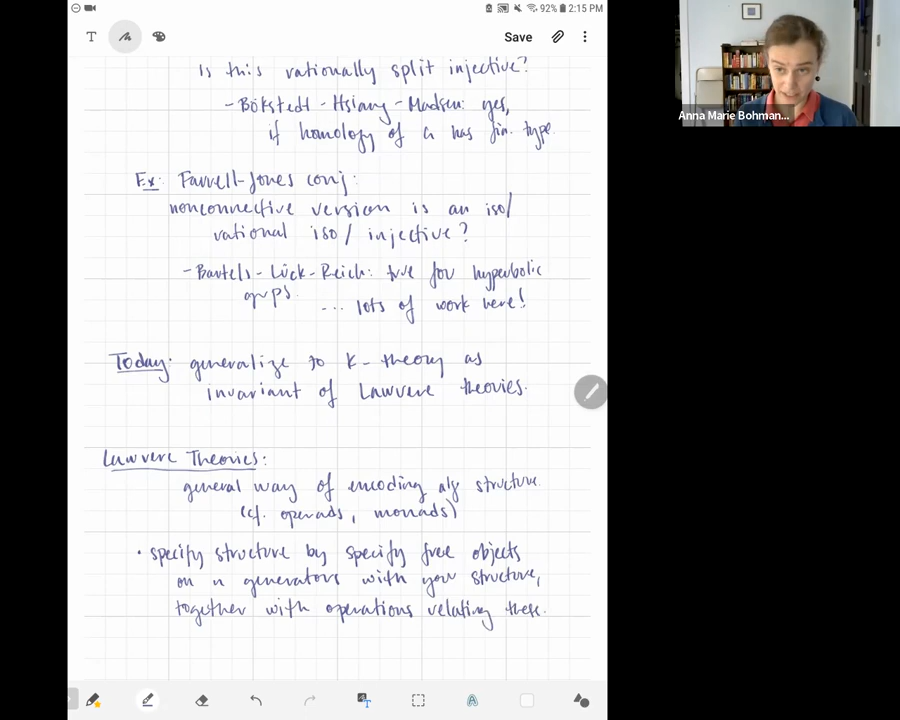 92% 2:15 PM
T Save
Is this rationally split injective?
- Bökstedt - Hsiang - Madsen: yes,
if homology of G has fin. type.
Ex: Farrell-Jones conj:
nonconnective version is an iso/
rational iso / injective?
- Bartels - Lück - Reich: true for hyperbolic
grps.
... lots of work here!
Today: generalize to K-theory as
invariant of Lawvere theories.
Lawvere Theories:
general way of encoding alg structure.
(cf. operads, monads)
• specify structure by specify free objects
on n generators with your structure,
together with operations relating these.
Anna Marie Bohman...